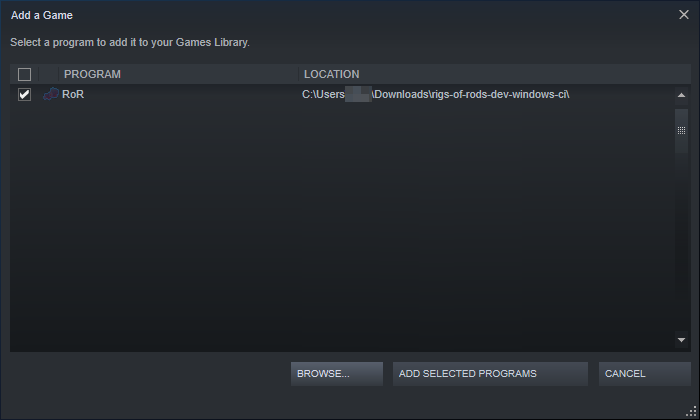 Add a Game
Select a program to add it to your Games Library.
PROGRAM LOCATION
RoR C:\Users\Downloads\rigs-of-rods-dev-windows-ci\
BROWSE... ADD SELECTED PROGRAMS CANCEL